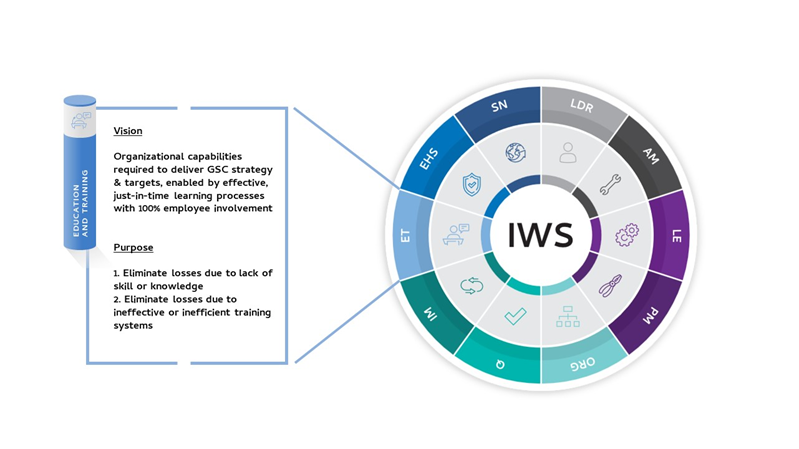 EDUCATION
AND TRAINING
Vision
Organizational capabilities
required to deliver GSC strategy
& targets, enabled by effective,
just-in-time learning processes
with 100% employee involvement
Purpose
1. Eliminate losses due to lack of
skill or knowledge
2. Eliminate losses due to
ineffective or inefficient training
systems
IWS
LDR
AM
LE
PM
ORG
Q
IM
ET
EHS
SN